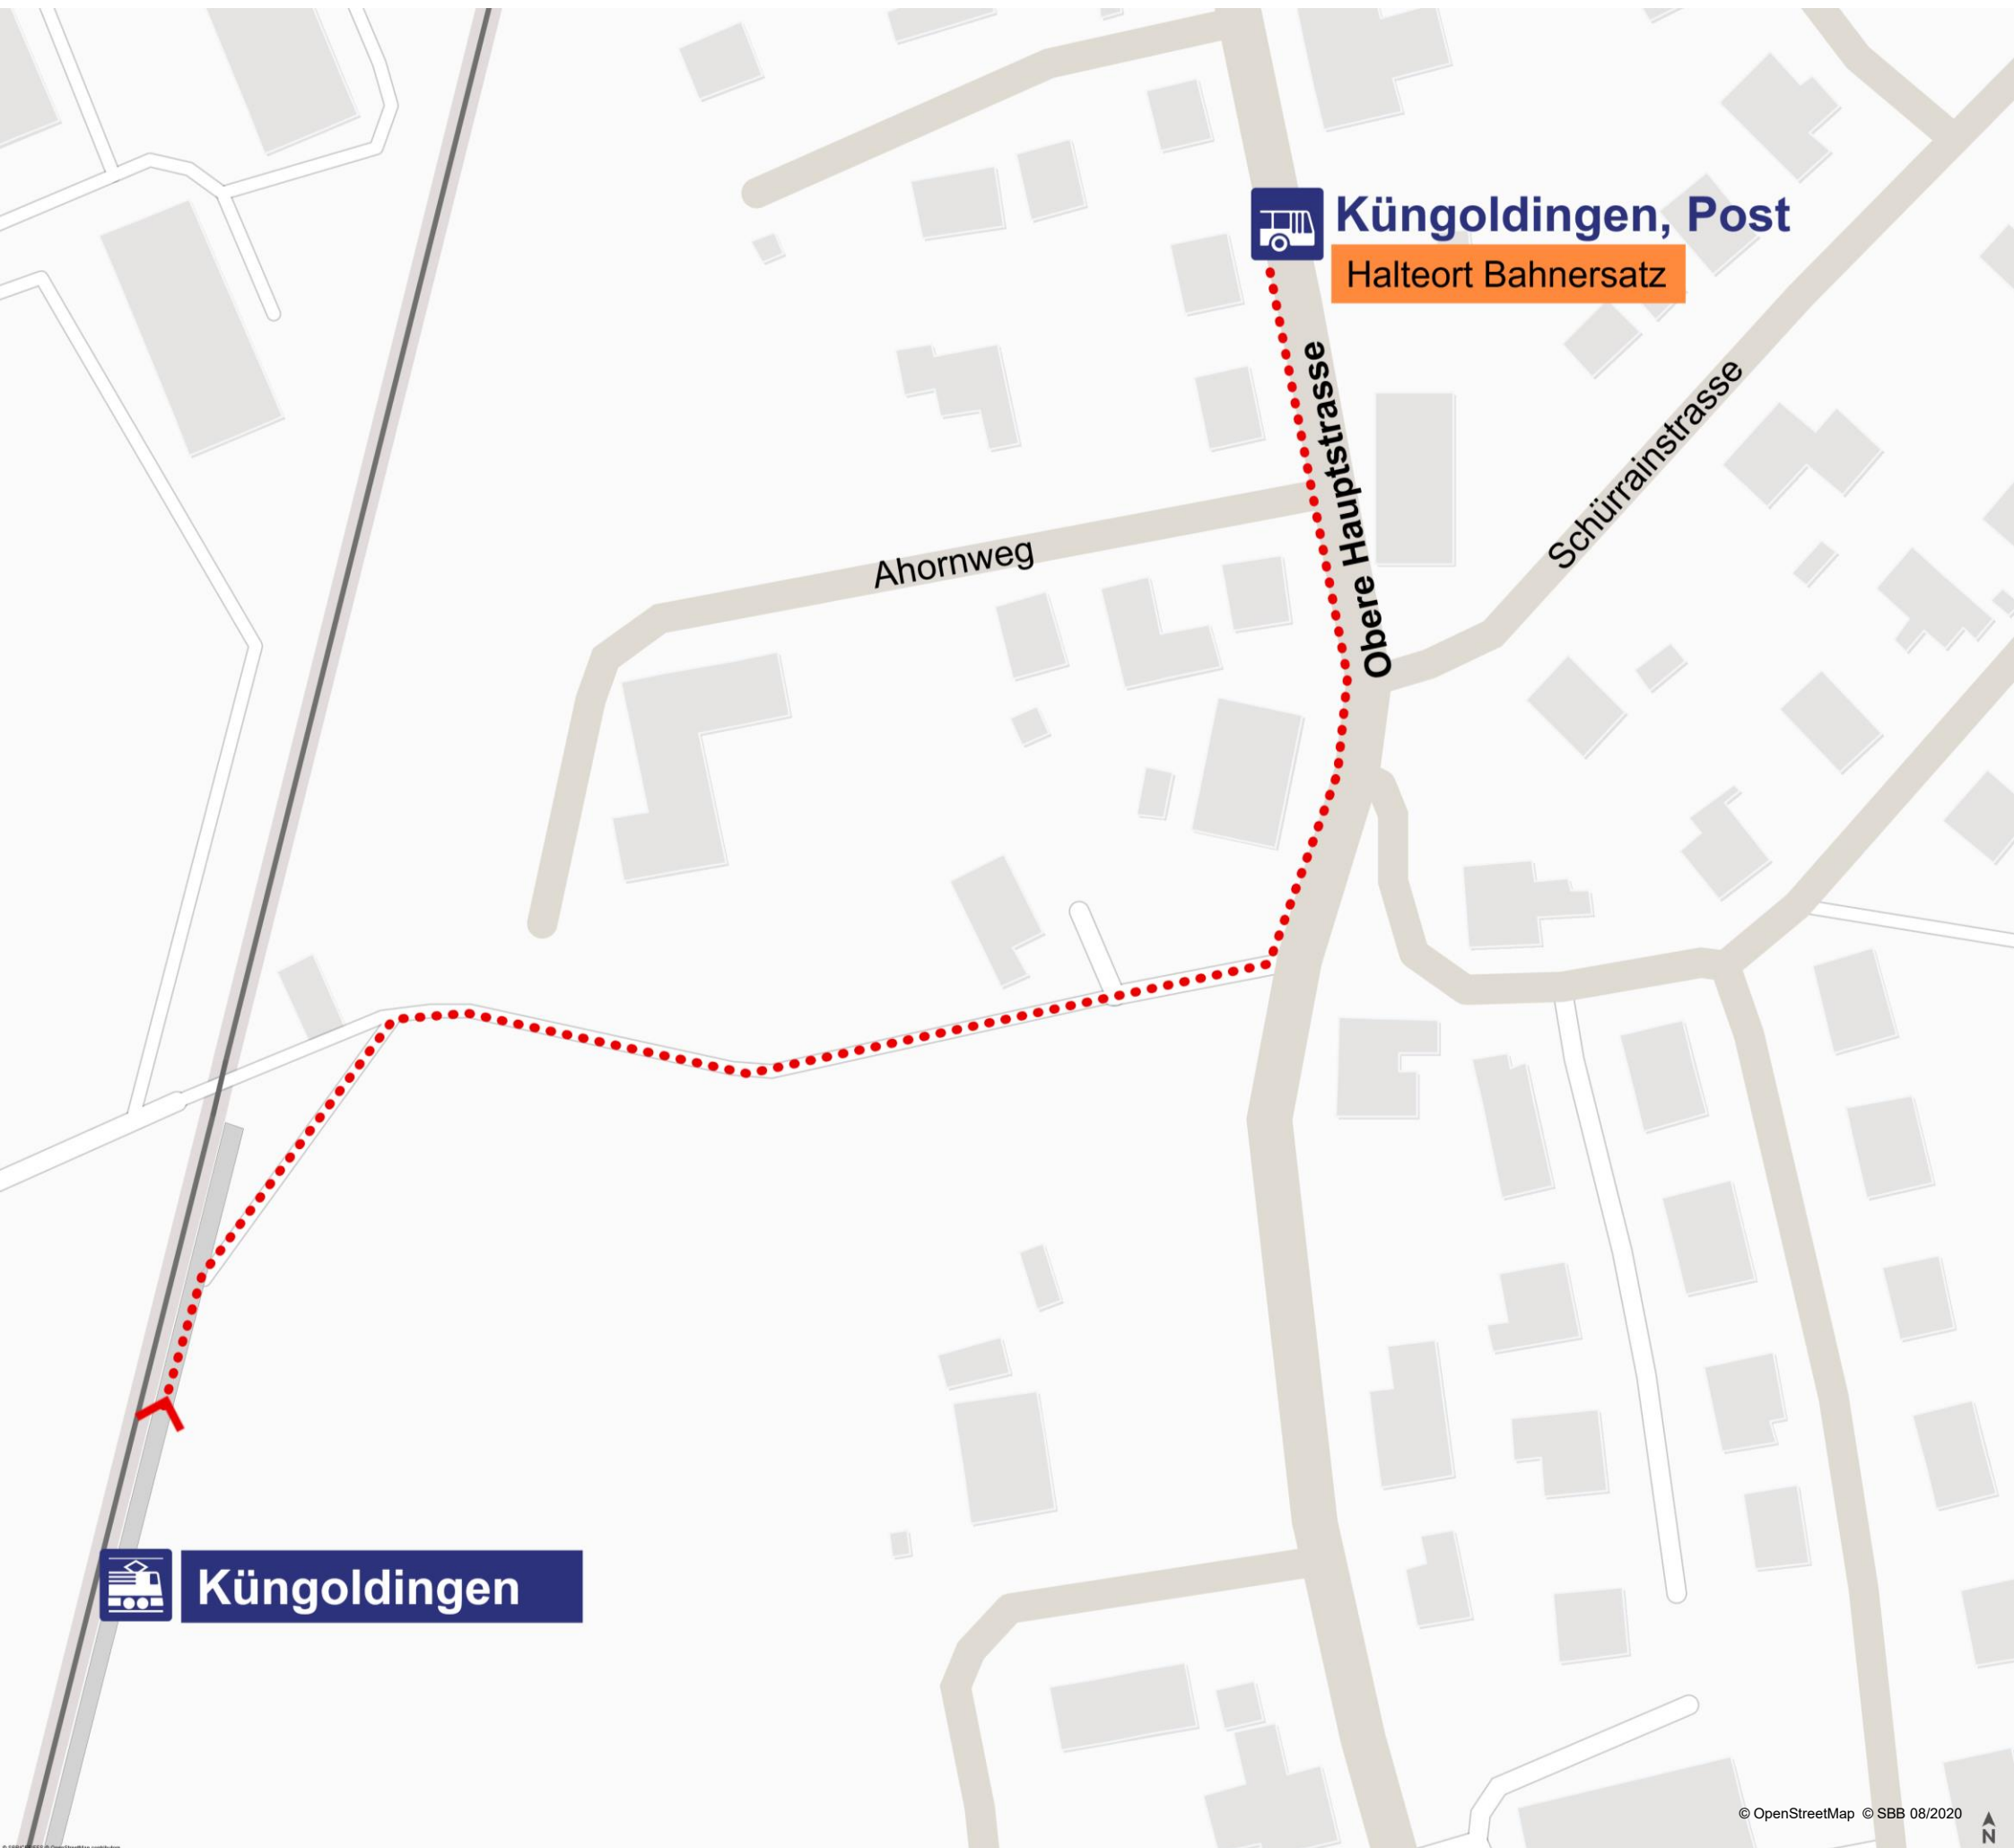 Küngoldingen, Post
Halteort Bahnersatz
Obere Hauptstrasse
Schürrainstrasse
Ahornweg
Küngoldingen
© OpenStreetMap © SBB 08/2020
N